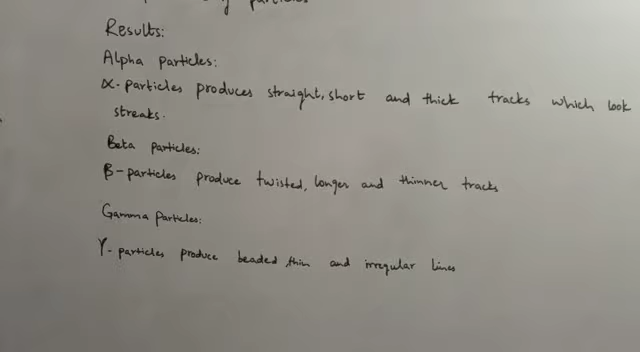 particles
Results:
Alpha particles:
α-particles produces straight, short and thick tracks which look
streaks.
Beta particles:
β-particles produce twisted, longer and thinner tracks
Gamma particles:
γ-particles produce beaded, thin and irregular lines